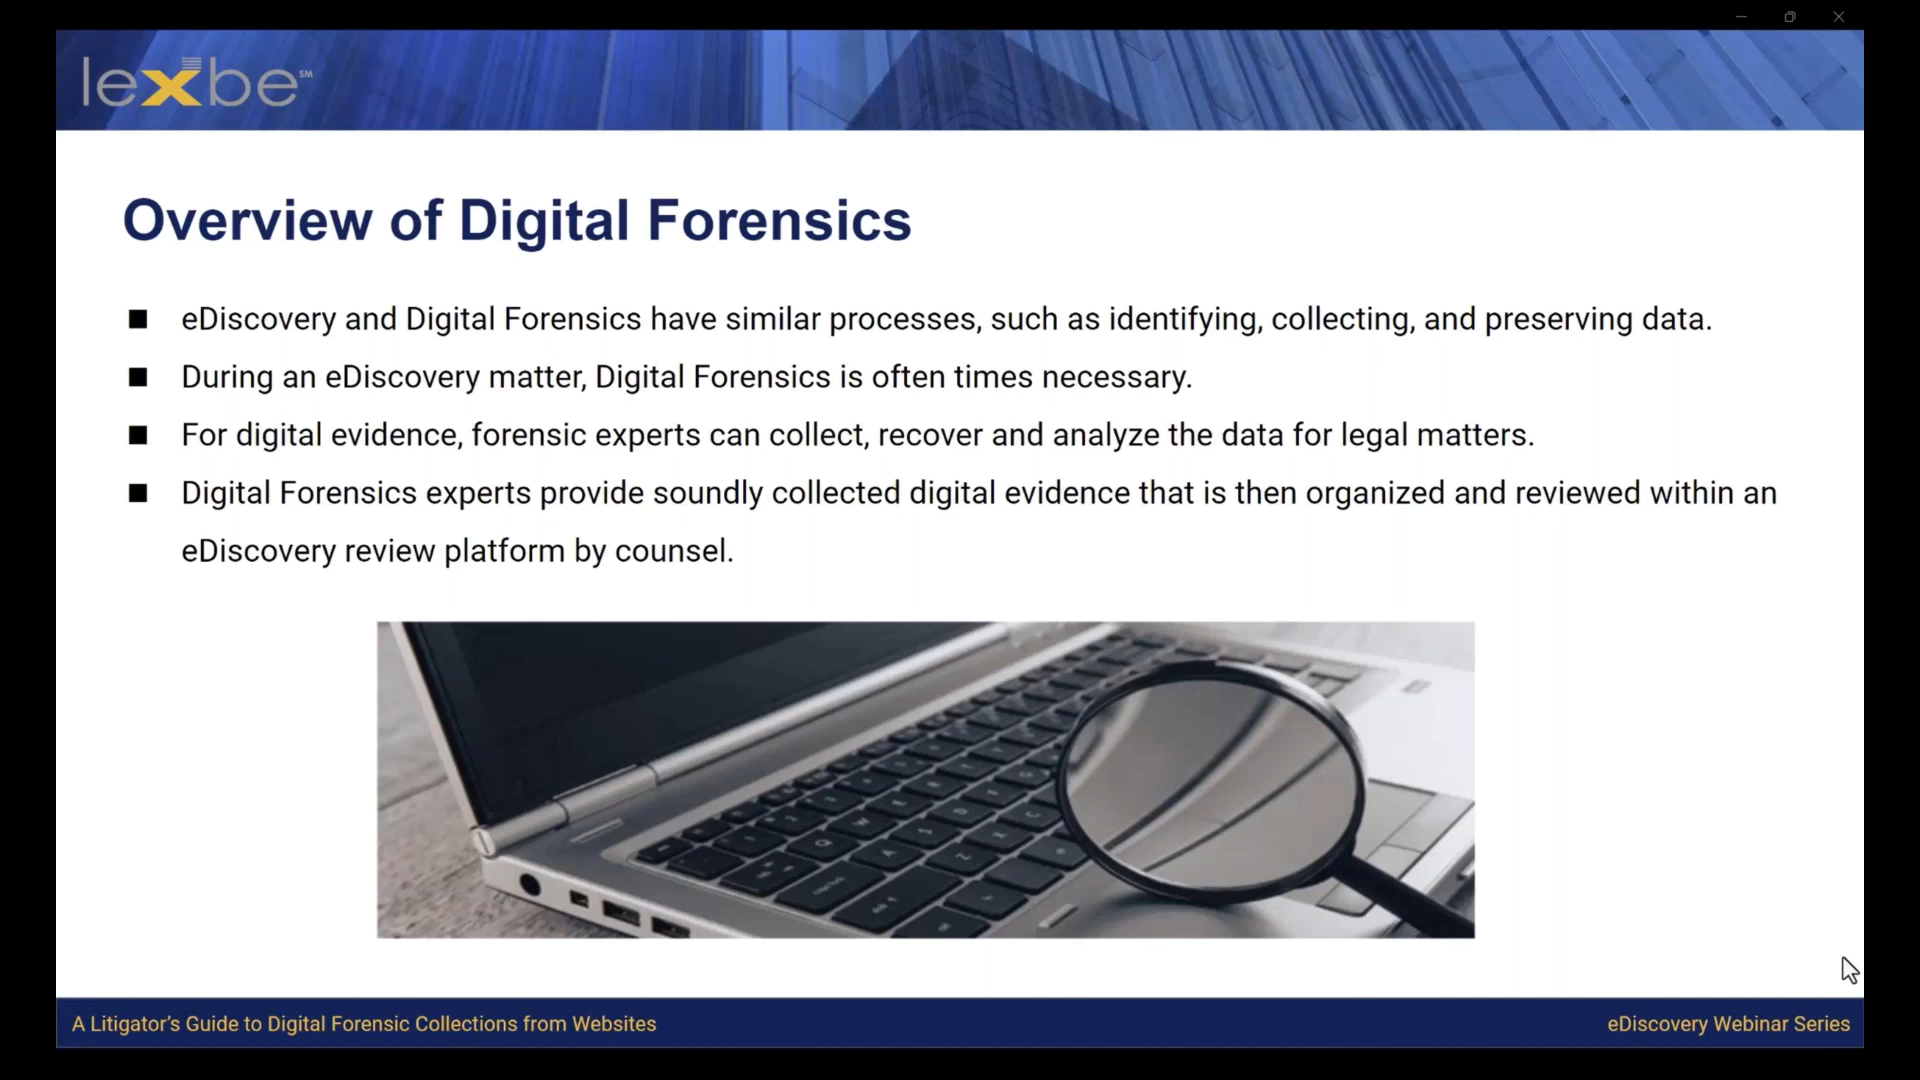 lexbe SM
Overview of Digital Forensics
■ eDiscovery and Digital Forensics have similar processes, such as identifying, collecting, and preserving data.
■ During an eDiscovery matter, Digital Forensics is often times necessary.
■ For digital evidence, forensic experts can collect, recover and analyze the data for legal matters.
■ Digital Forensics experts provide soundly collected digital evidence that is then organized and reviewed within an
eDiscovery review platform by counsel.
A Litigator’s Guide to Digital Forensic Collections from Websites
eDiscovery Webinar Series